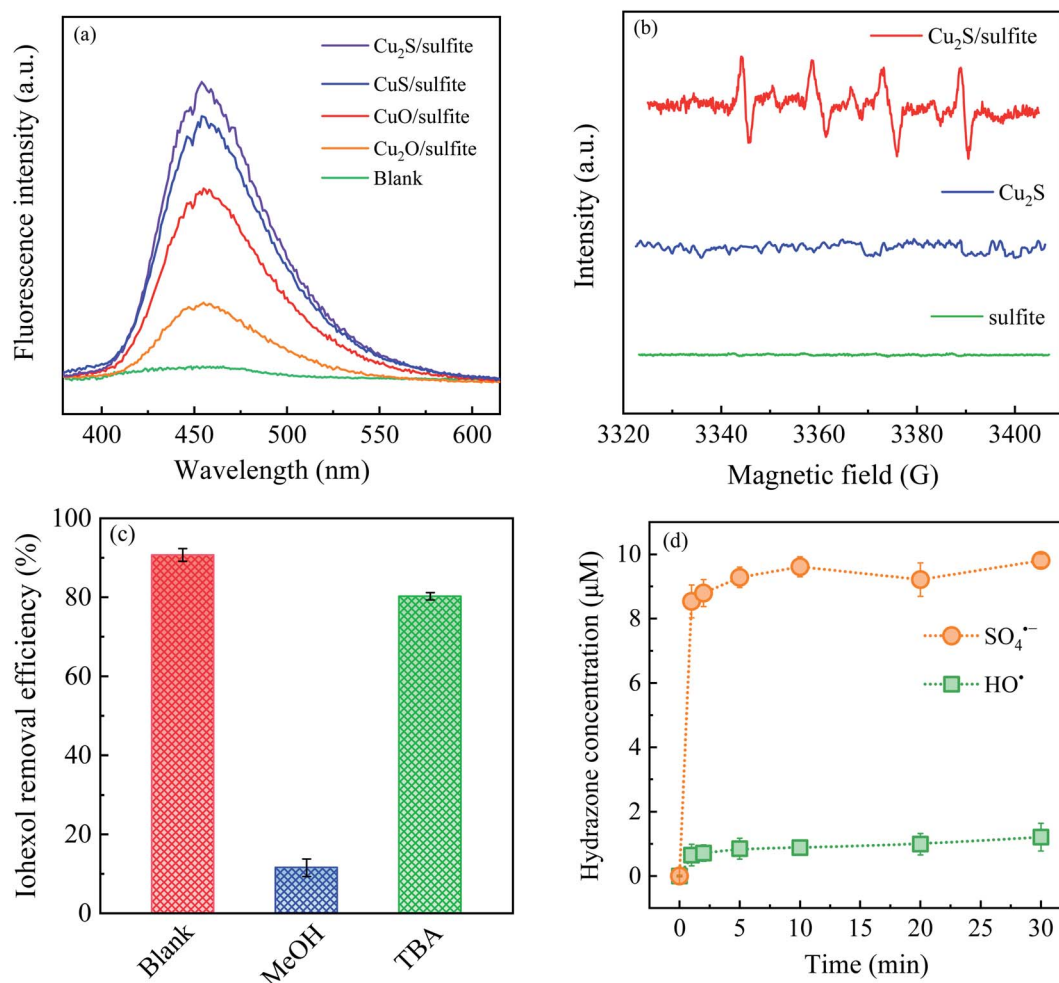 (a)
Cu₂S/sulfite
CuS/sulfite
CuO/sulfite
Cu₂O/sulfite
Blank
Fluorescence intensity (a.u.)
400 450 500 550 600
Wavelength (nm)
(b)
Cu₂S/sulfite
Cu₂S
sulfite
Intensity (a.u.)
3320 3340 3360 3380 3400
Magnetic field (G)
(c)
Iohexol removal efficiency (%)
100
80
60
40
20
0
Blank MeOH TBA
(d)
Hydrazone concentration (μM)
10
8
6
4
2
0
SO₄•−
HO•
0 5 10 15 20 25 30
Time (min)